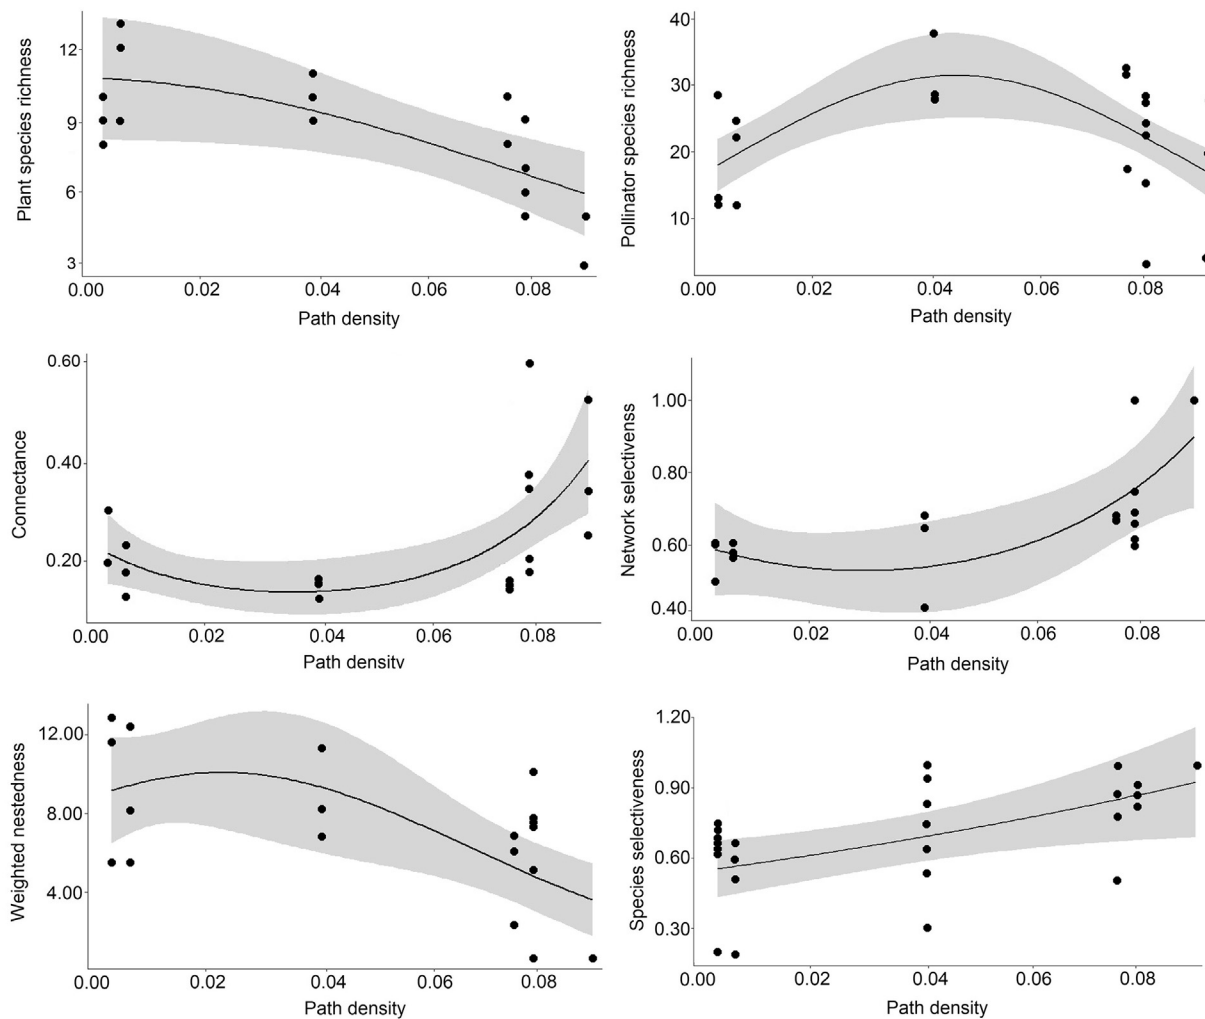 Plant species richness
12
9
6
3
0.00 0.02 0.04 0.06 0.08
Path density
Pollinator species richness
40
30
20
10
0.00 0.02 0.04 0.06 0.08
Path density
Connectance
0.60
0.40
0.20
0.00 0.02 0.04 0.06 0.08
Path density
Network selectivenss
1.00
0.80
0.60
0.40
0.00 0.02 0.04 0.06 0.08
Path density
Weighted nestedness
12.00
8.00
4.00
0.00 0.02 0.04 0.06 0.08
Path density
Species selectiveness
1.20
0.90
0.60
0.30
0.00 0.02 0.04 0.06 0.08
Path density